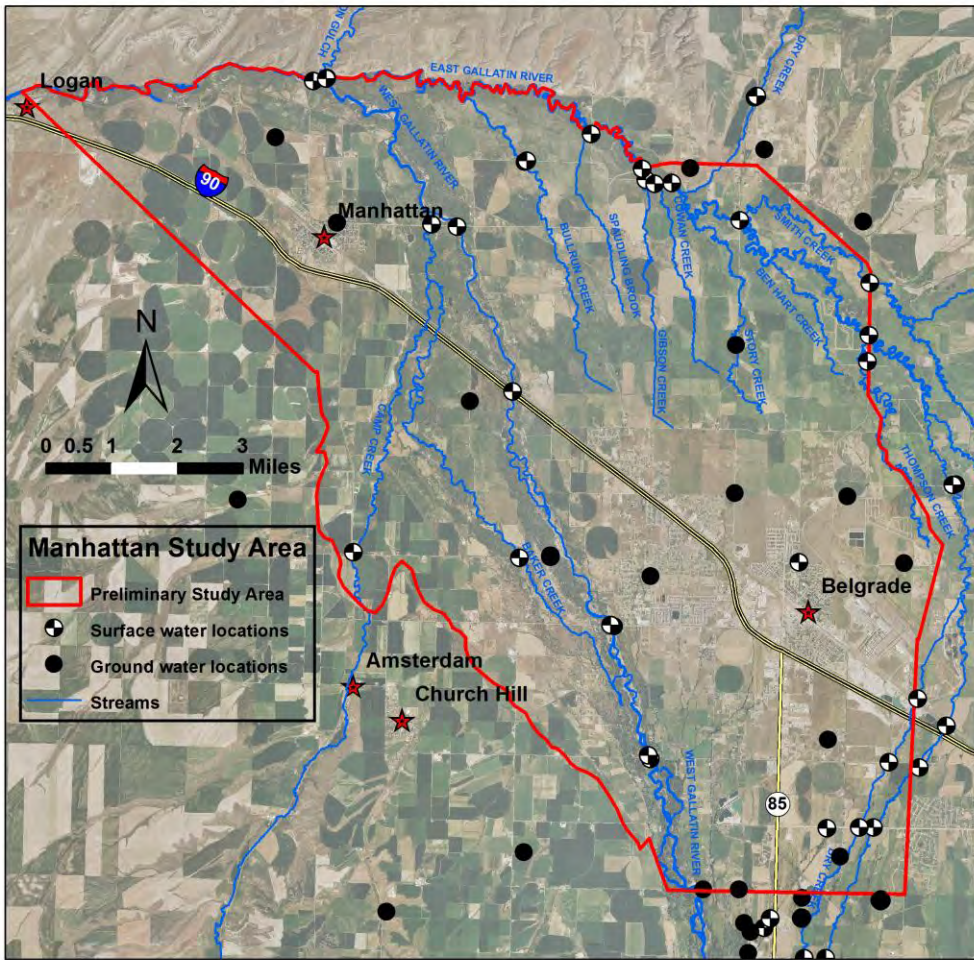 ON GULCH
DRY CREEK
EAST GALLATIN RIVER
Logan
WEST GALLATIN RIVER
90
Manhattan
COWAN CREEK
SMITH CREEK
SPAULDING BROOK
BULLRUN CREEK
BEN HART CREEK
N
GIBSON CREEK
STORY CREEK
CAMP CREEK
0 0.5 1 2 3
Miles
THOMPSON CREEK
Manhattan Study Area
Preliminary Study Area
Surface water locations
Ground water locations
Streams
BAKER CREEK
Belgrade
Amsterdam
Church Hill
WEST GALLATIN RIVER
85
DRY CREEK